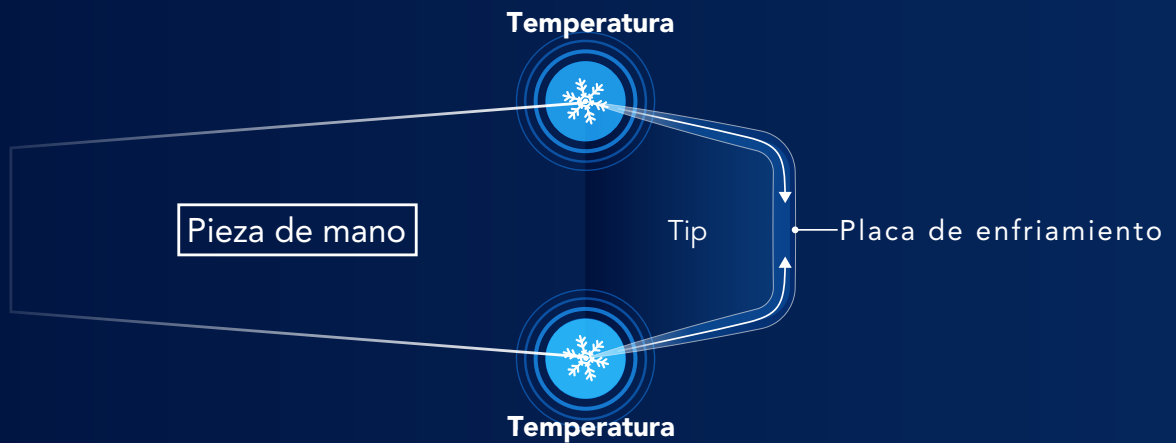 Temperatura
Pieza de mano
Tip
Placa de enfriamiento
Temperatura